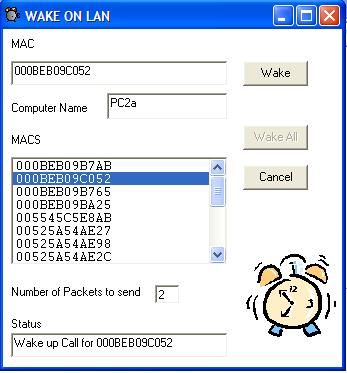 WAKE ON LAN
MAC
000BEB09C052
Wake
Computer Name
PC2a
Wake All
MACS
Cancel
000BEB09B7AB
000BEB09C052
000BEB09B765
000BEB09BA25
005545C5E8AB
00525A54AE27
00525A54AE98
00525A54AE2C
Number of Packets to send
2
Status
Wake up Call for 000BEB09C052
12